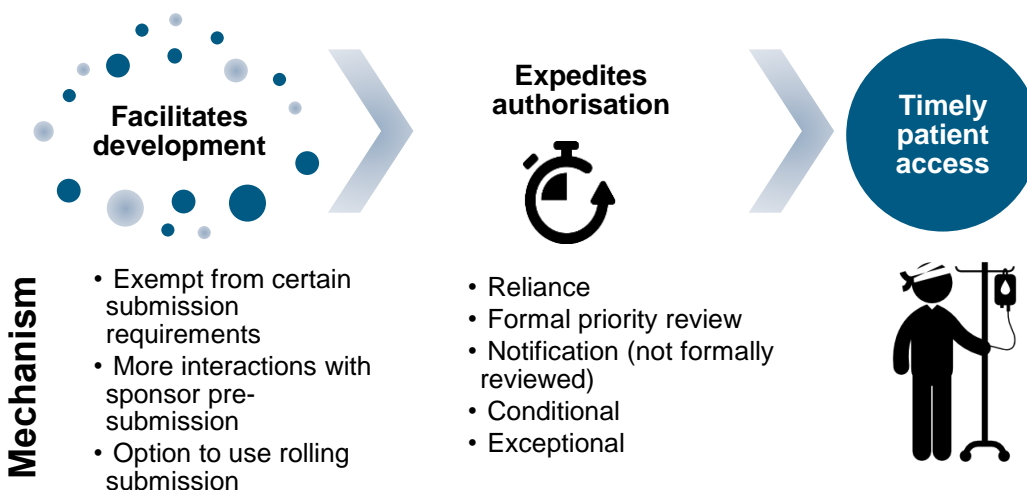 Facilitates
development
Expedites
authorisation
Timely
patient
access
Mechanism
• Exempt from certain
submission
requirements
• More interactions with
sponsor pre-
submission
• Option to use rolling
submission
• Reliance
• Formal priority review
• Notification (not formally
reviewed)
• Conditional
• Exceptional